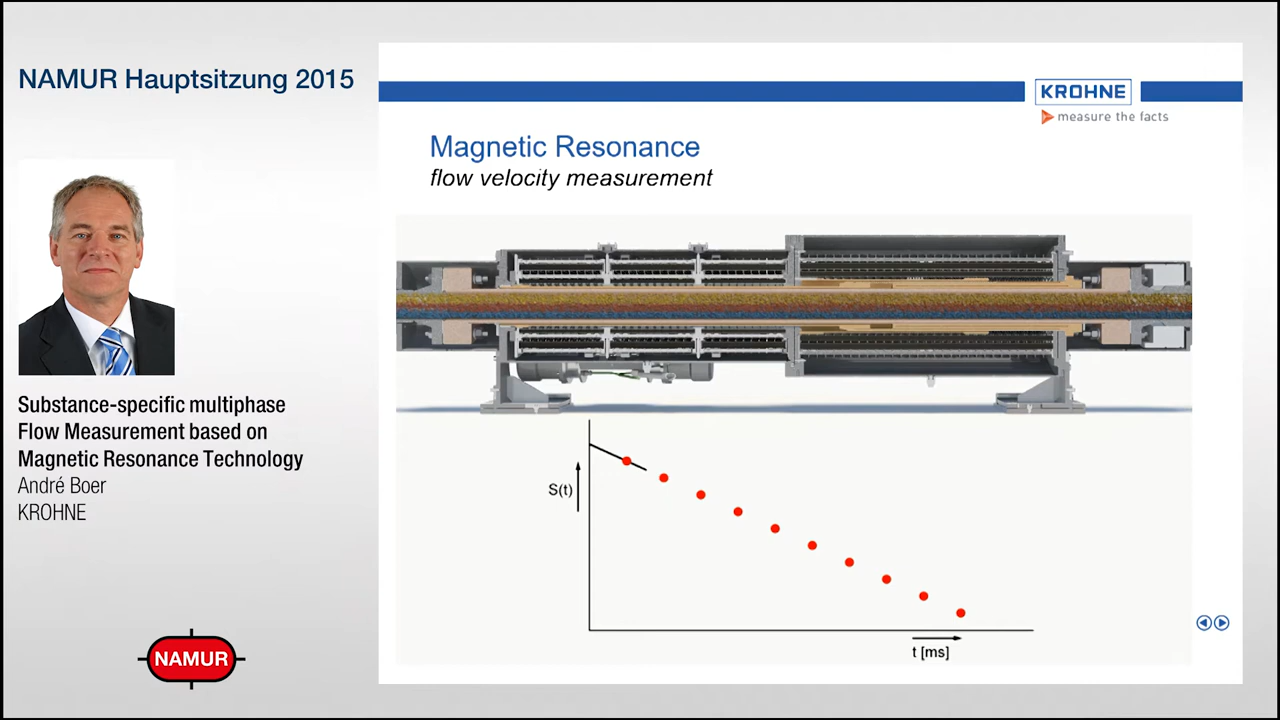 NAMUR Hauptsitzung 2015
Substance-specific multiphase
Flow Measurement based on
Magnetic Resonance Technology
André Boer
KROHNE
NAMUR
KROHNE
measure the facts
Magnetic Resonance
flow velocity measurement
S(t)
t [ms]